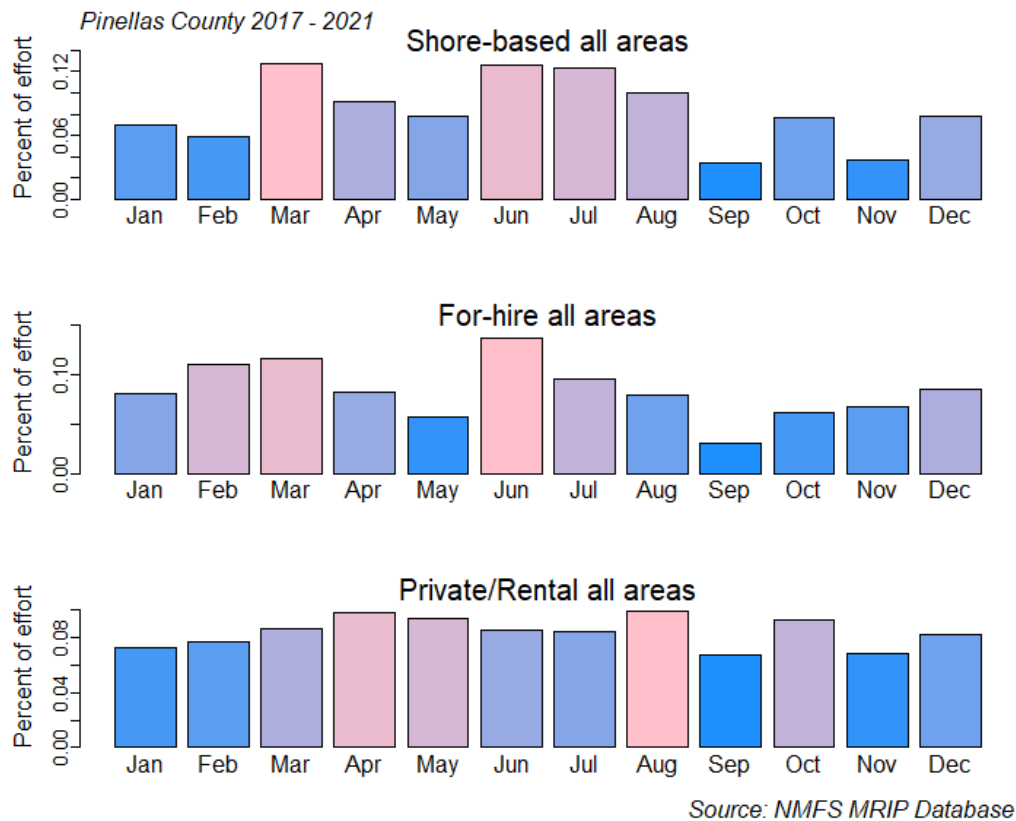 Pinellas County 2017 - 2021
Shore-based all areas
Percent of effort
0.12
0.06
0.00
Jan Feb Mar Apr May Jun Jul Aug Sep Oct Nov Dec
For-hire all areas
Percent of effort
0.10
0.00
Jan Feb Mar Apr May Jun Jul Aug Sep Oct Nov Dec
Private/Rental all areas
Percent of effort
0.08
0.04
0.00
Jan Feb Mar Apr May Jun Jul Aug Sep Oct Nov Dec
Source: NMFS MRIP Database